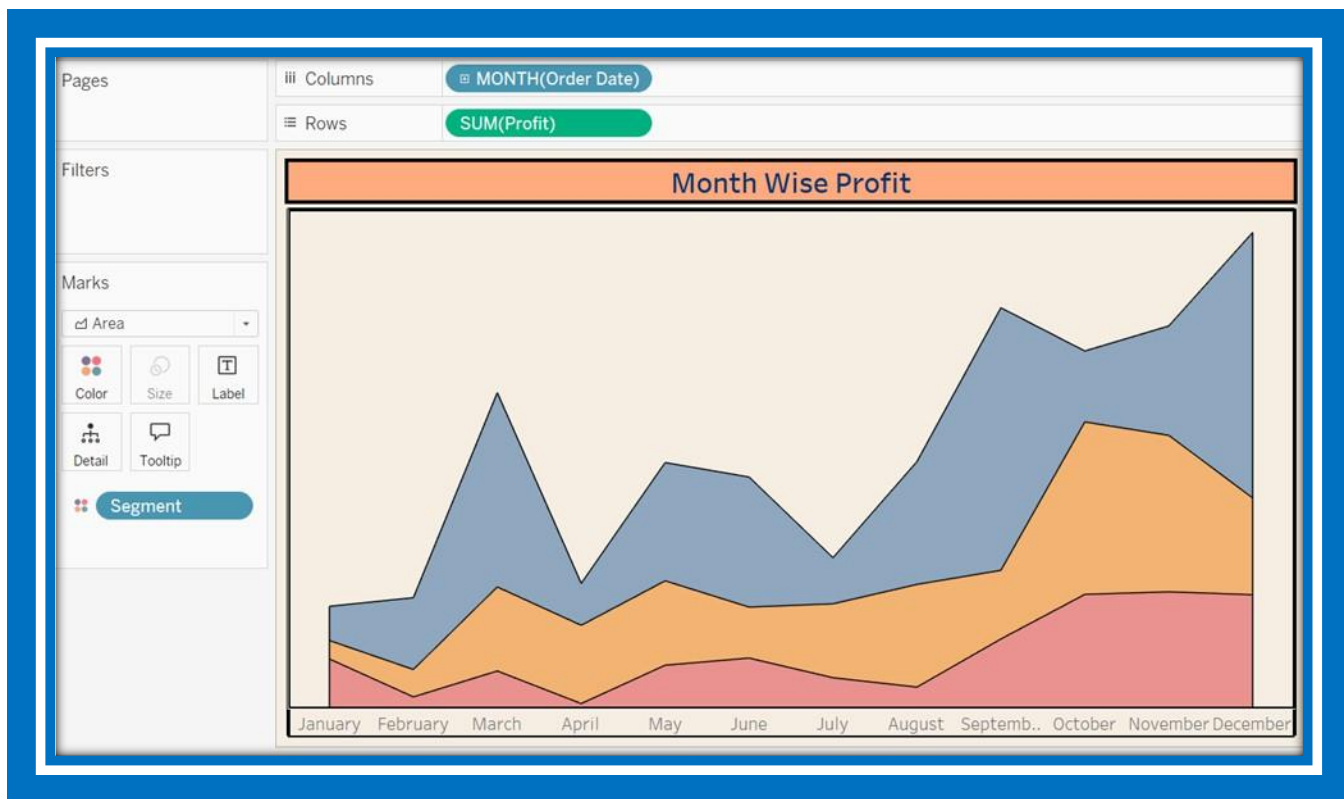 Pages
Columns
MONTH(Order Date)
Rows
SUM(Profit)
Filters
Month Wise Profit
Marks
Area
Color
Size
T
Label
Detail
Tooltip
Segment
January February March April May June July August Septemb.. October November December